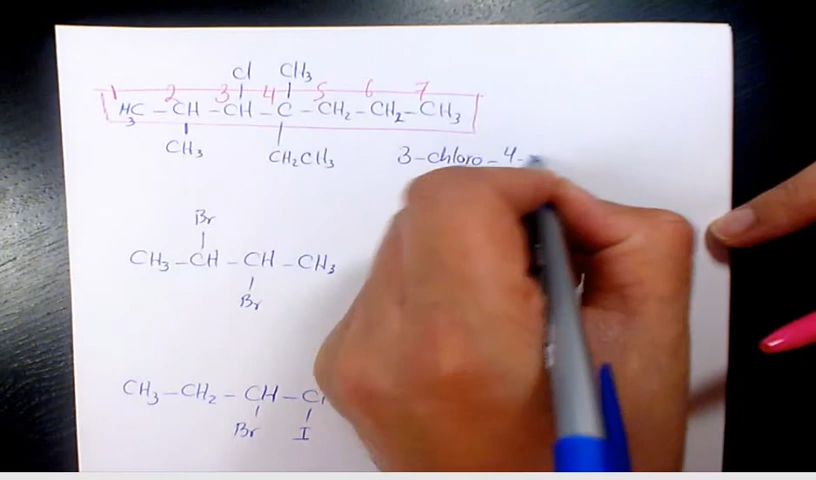 Cl CH₃
1 2 3 4 5 6 7
H₃C – CH – CH – C – CH₂ – CH₂ – CH₃
CH₃ CH₂CH₃ 3-chloro-4-
Br
CH₃ – CH – CH – CH₃
Br
CH₃ – CH₂ – CH – C
Br I